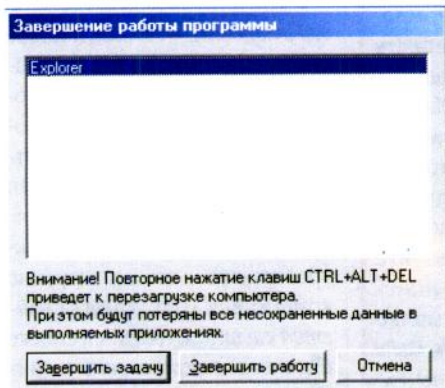 Завершение работы программы
Explorer
Внимание! Повторное нажатие клавиш CTRL+ALT+DEL
приведет к перезагрузке компьютера.
При этом будут потеряны все несохраненные данные в
выполняемых приложениях.
Завершить задачу
Завершить работу
Отмена